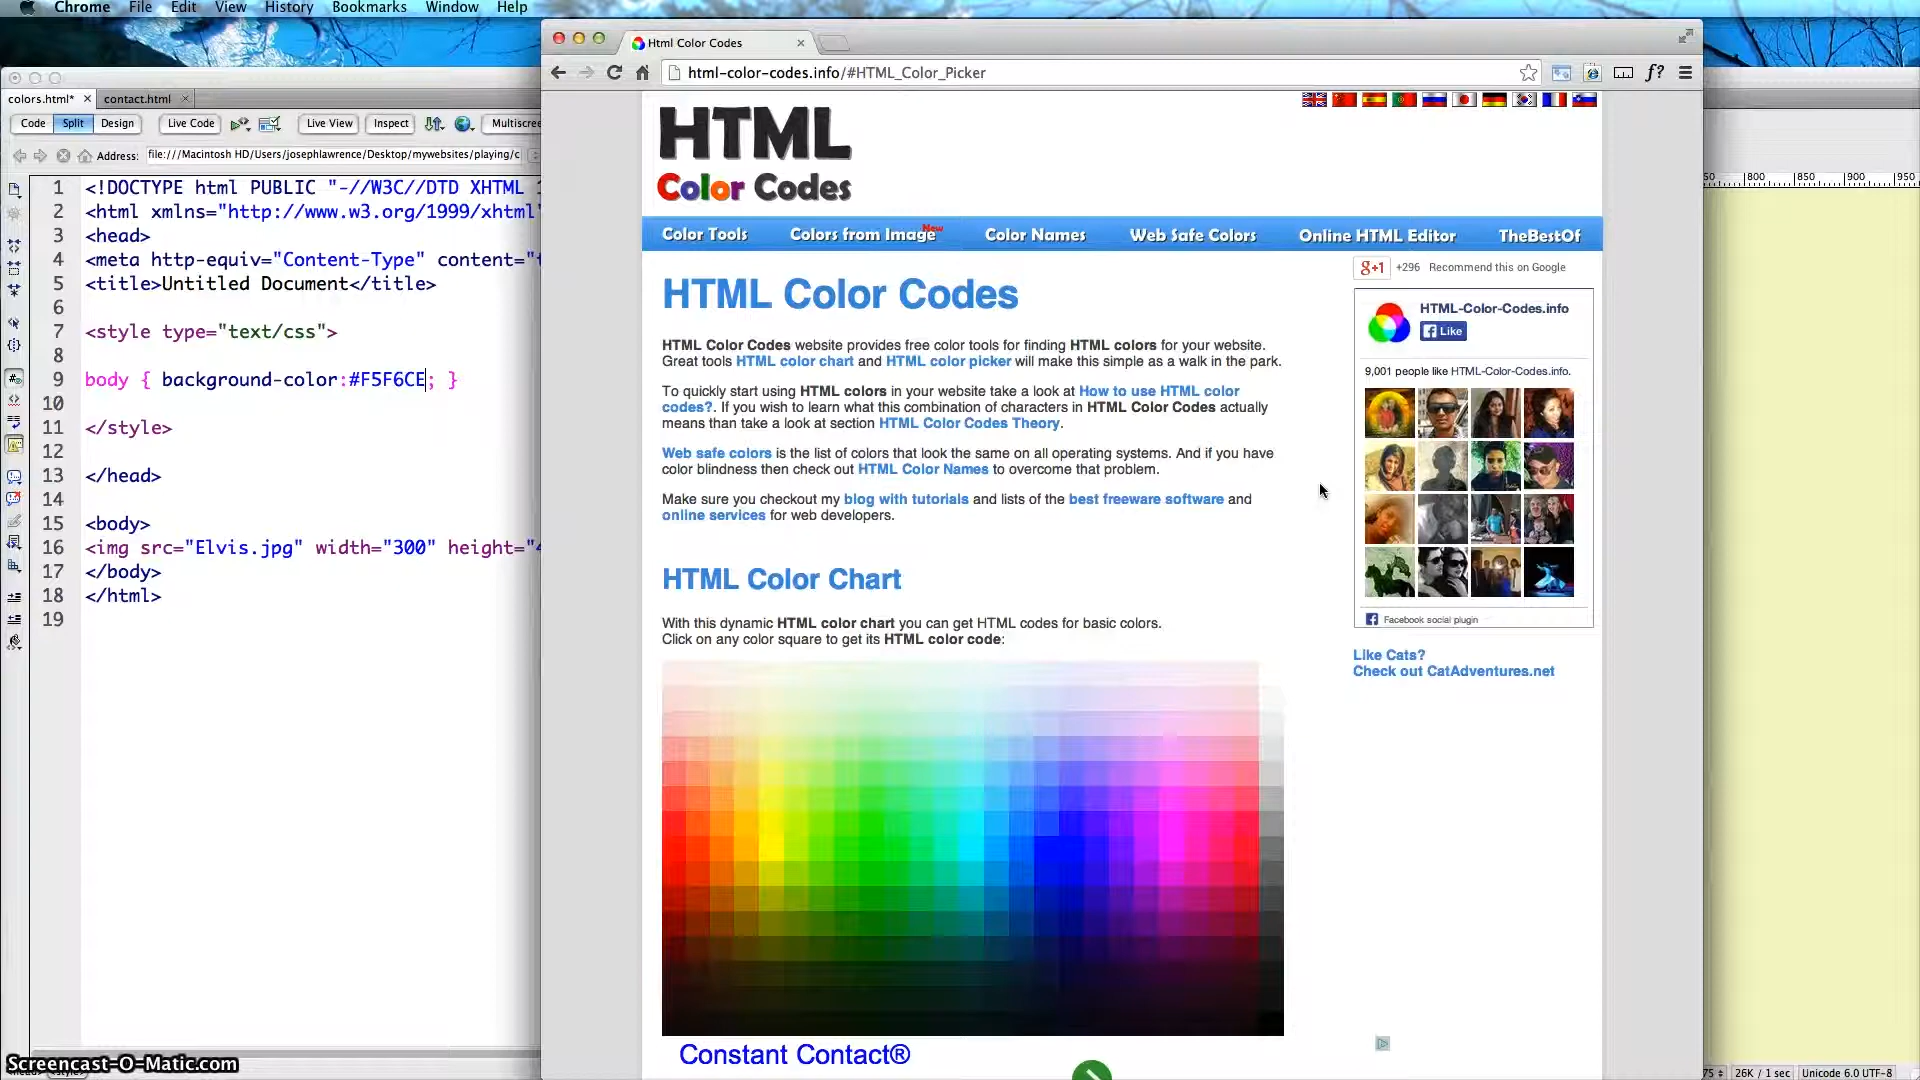 Chrome File Edit View History Bookmarks Window Help
colors.html* contact.html
Code Split Design Live Code Live View Inspect Multiscree
Address: file:///Macintosh HD/Users/josephlawrence/Desktop/mywebsites/playing/c
1 <!DOCTYPE html PUBLIC "-//W3C//DTD XHTML 1
2 <html xmlns="http://www.w3.org/1999/xhtml"
3 <head>
4 <meta http-equiv="Content-Type" content="t
5 <title>Untitled Document</title>
6
7 <style type="text/css">
8
9 body { background-color:#F5F6CE; }
10
11 </style>
12
13 </head>
14
15 <body>
16 <img src="Elvis.jpg" width="300" height="4
17 </body>
18 </html>
19
Html Color Codes
html-color-codes.info/#HTML_Color_Picker
f?
HTML
Color Codes
Color Tools Colors from Image New Color Names Web Safe Colors Online HTML Editor TheBestOf
HTML Color Codes
HTML Color Codes website provides free color tools for finding HTML colors for your website.
Great tools HTML color chart and HTML color picker will make this simple as a walk in the park.
To quickly start using HTML colors in your website take a look at How to use HTML color
codes?. If you wish to learn what this combination of characters in HTML Color Codes actually
means than take a look at section HTML Color Codes Theory.
Web safe colors is the list of colors that look the same on all operating systems. And if you have
color blindness then check out HTML Color Names to overcome that problem.
Make sure you checkout my blog with tutorials and lists of the best freeware software and
online services for web developers.
HTML Color Chart
With this dynamic HTML color chart you can get HTML codes for basic colors.
Click on any color square to get its HTML color code:
Constant Contact®
g+1 +296 Recommend this on Google
HTML-Color-Codes.info
Like
9,001 people like HTML-Color-Codes.info.
Facebook social plugin
Like Cats?
Check out CatAdventures.net
50 800 850 900 950
75 26K / 1 sec Unicode 6.0 UTF-8
Screencast-O-Matic.com